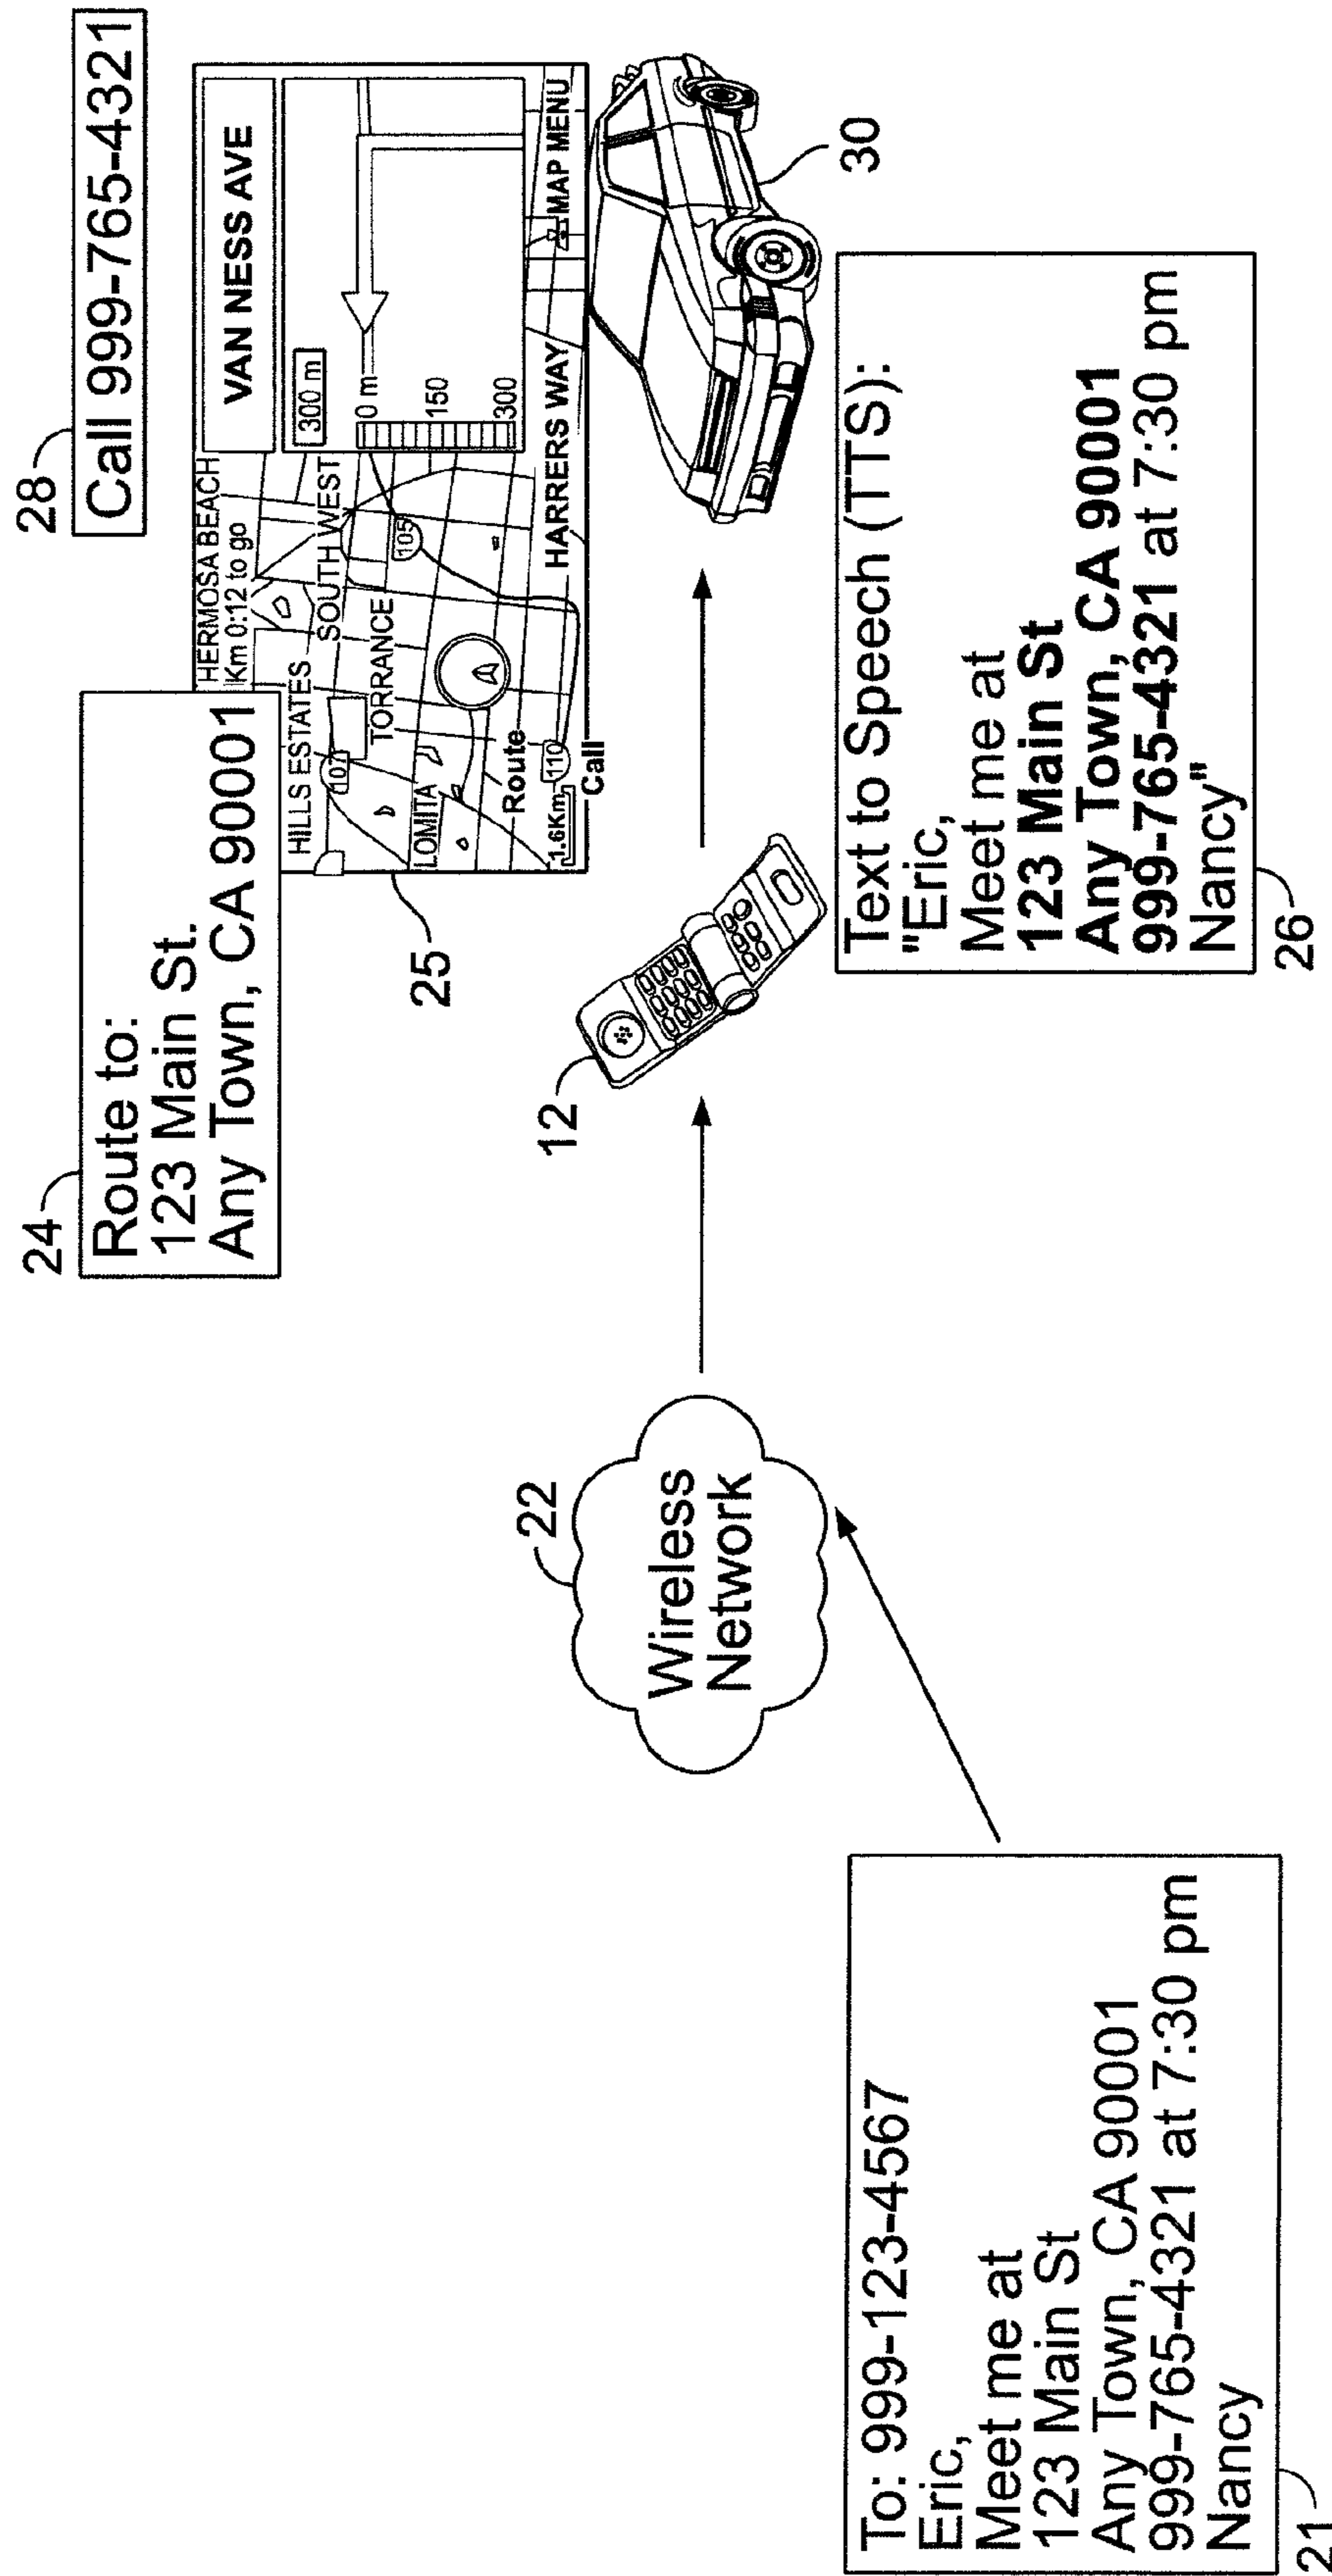 24
Route to:
123 Main St.
Any Town, CA 90001
28
Call 999-765-4321
HERMOSA BEACH
Km 0:12 to go
HILLS ESTATES
SOUTH WEST
107
TORRANCE
105
LOMITA
Route
110
1.6Km
Call
HARRERS WAY
VAN NESS AVE
300 m
0 m
150
300
MAP MENU
25
12
22
Wireless
Network
30
To: 999-123-4567
Eric,
Meet me at
123 Main St
Any Town, CA 90001
999-765-4321 at 7:30 pm
Nancy
21
Text to Speech (TTS):
"Eric,
Meet me at
123 Main St
Any Town, CA 90001
999-765-4321 at 7:30 pm
Nancy"
26